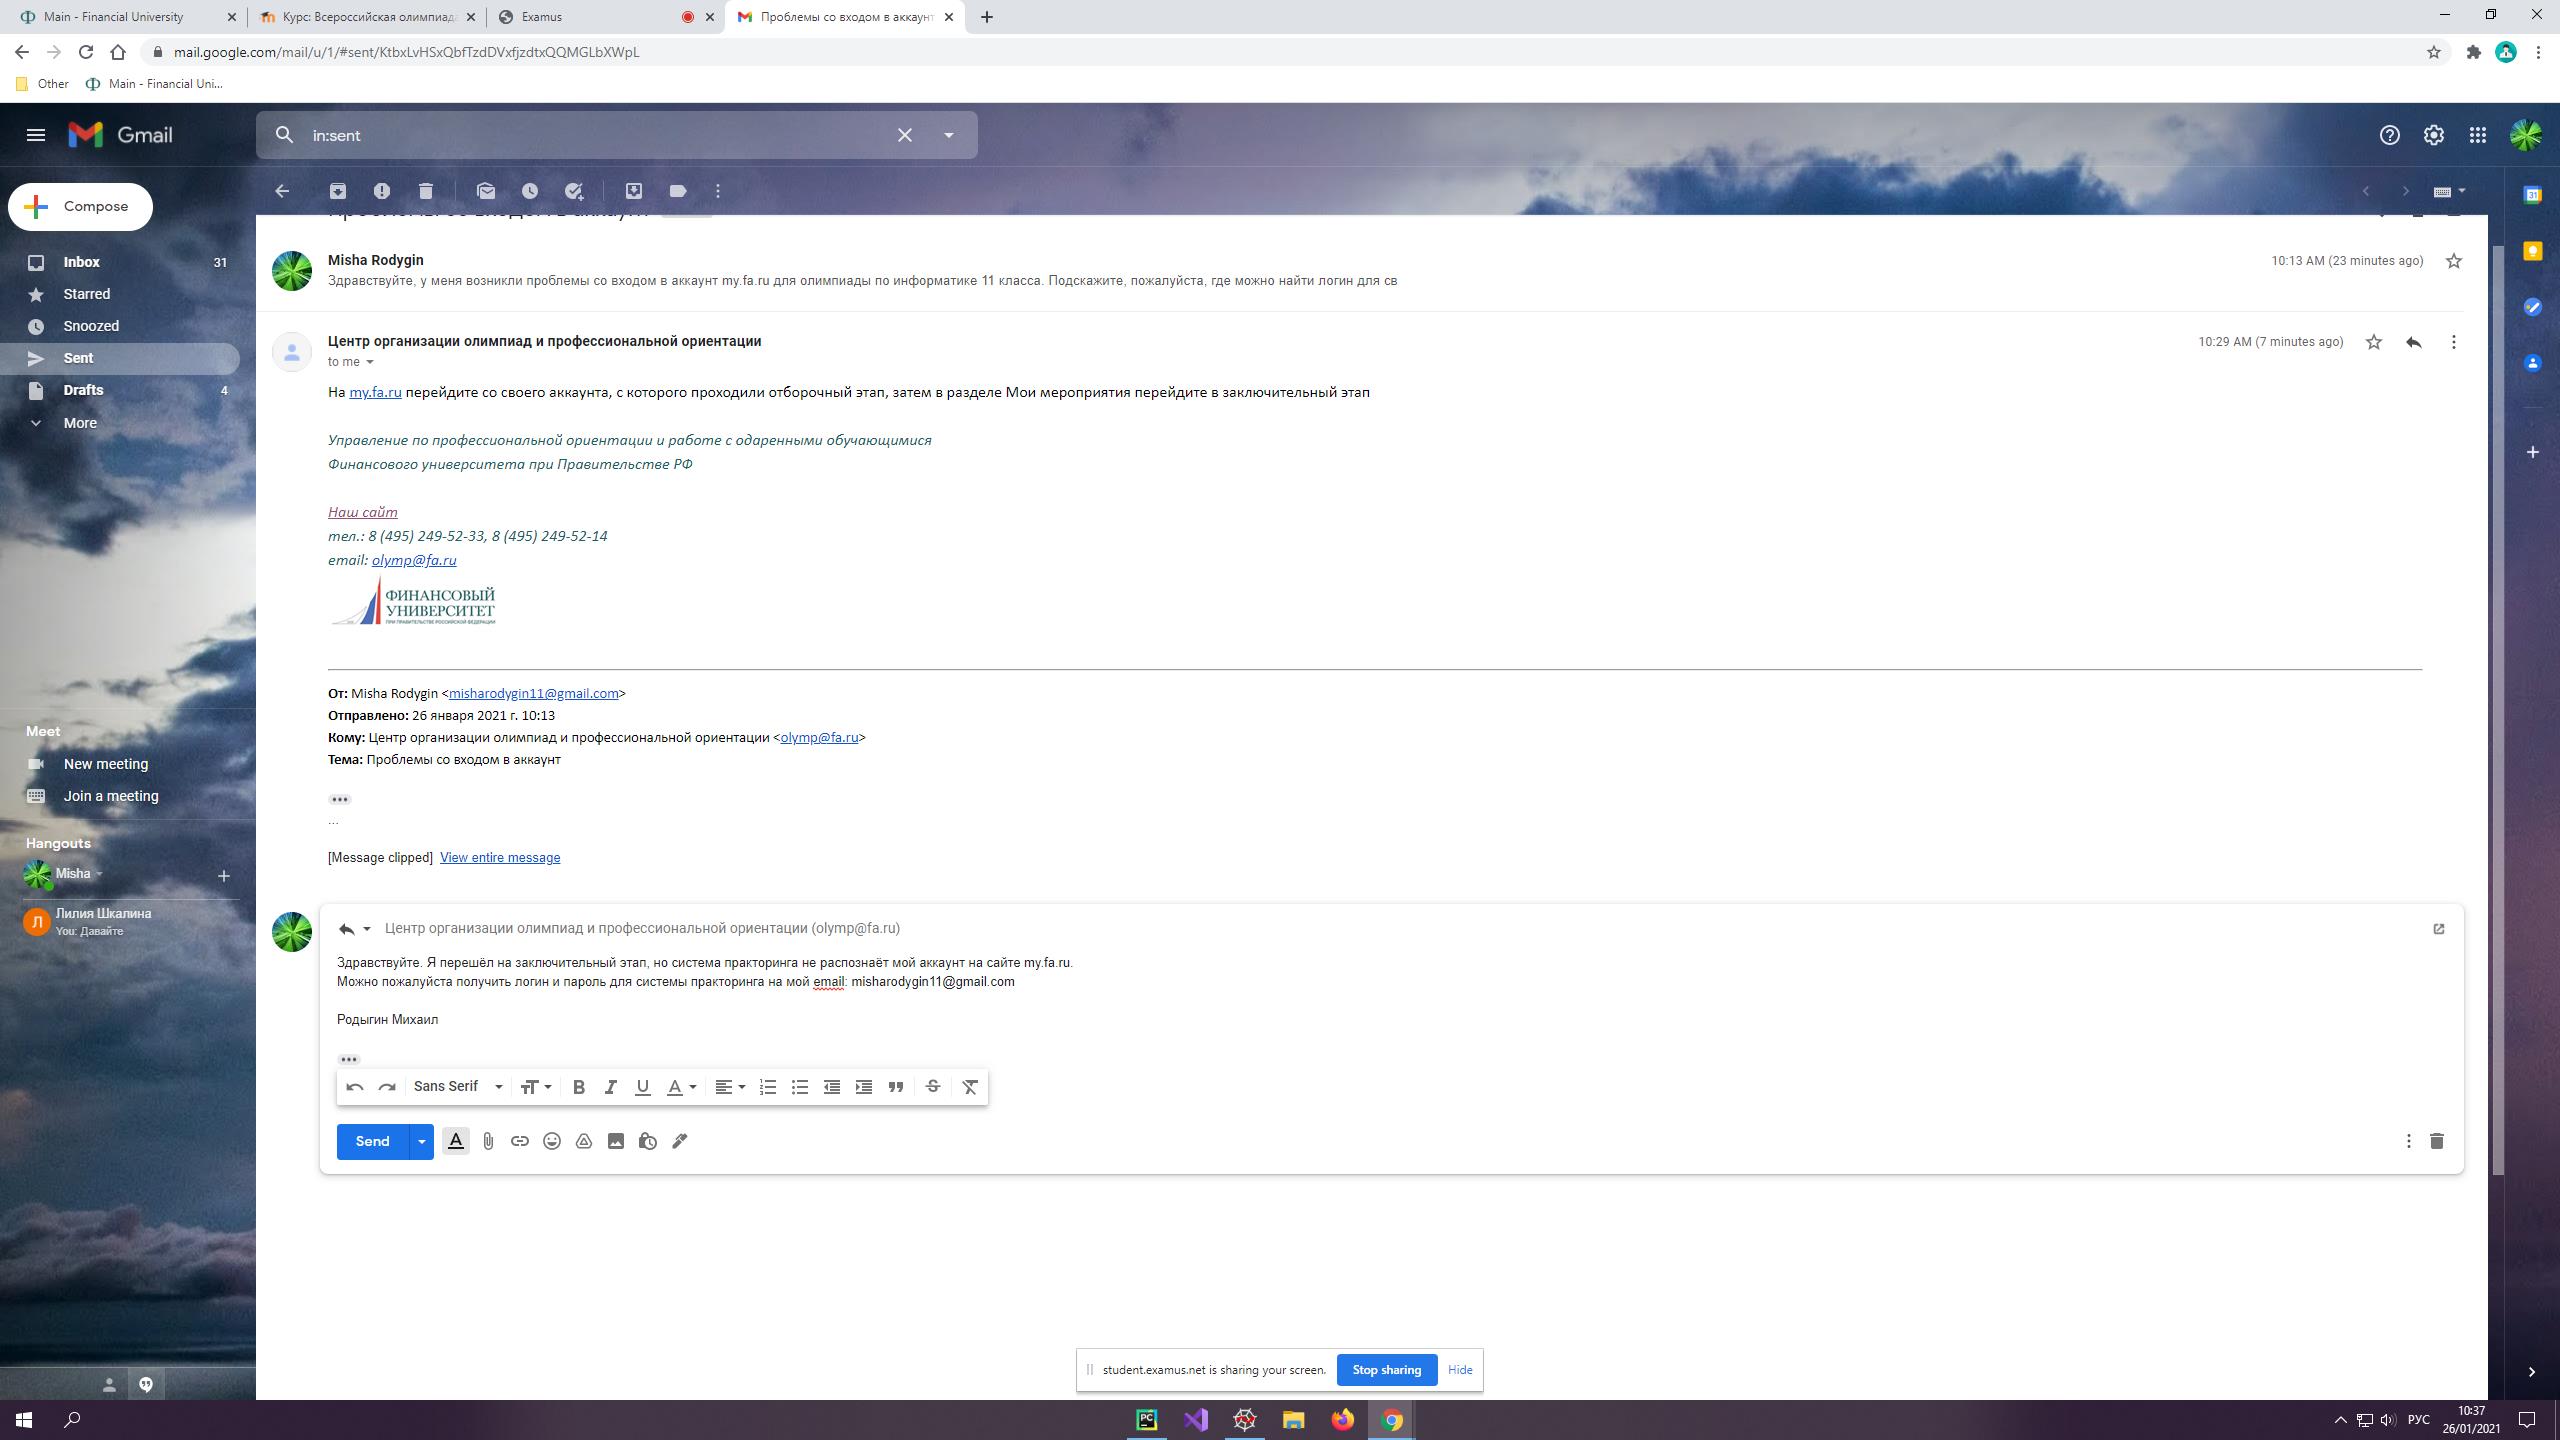 Main - Financial University
Курс: Всероссийская олимпиада
Examus
Проблемы со входом в аккаунт
mail.google.com/mail/u/1/#sent/KtbxLvHSxQbfTzdDVxfjzdtxQQMGLbXWpL
Other
Main - Financial Uni...
Gmail
in:sent
Compose
Inbox 31
Starred
Snoozed
Sent
Drafts 4
More
Misha Rodygin
10:13 AM (23 minutes ago)
Здравствуйте, у меня возникли проблемы со входом в аккаунт my.fa.ru для олимпиады по информатике 11 класса. Подскажите, пожалуйста, где можно найти логин для св
Центр организации олимпиад и профессиональной ориентации
10:29 AM (7 minutes ago)
to me
На my.fa.ru перейдите со своего аккаунта, с которого проходили отборочный этап, затем в разделе Мои мероприятия перейдите в заключительный этап
Управление по профессиональной ориентации и работе с одаренными обучающимися
Финансового университета при Правительстве РФ
Наш сайт
тел.: 8 (495) 249-52-33, 8 (495) 249-52-14
email: olymp@fa.ru
ФИНАНСОВЫЙ
УНИВЕРСИТЕТ
ПРИ ПРАВИТЕЛЬСТВЕ РОССИЙСКОЙ ФЕДЕРАЦИИ
От: Misha Rodygin <misharodygin11@gmail.com>
Отправлено: 26 января 2021 г. 10:13
Кому: Центр организации олимпиад и профессиональной ориентации <olymp@fa.ru>
Тема: Проблемы со входом в аккаунт
...
[Message clipped] View entire message
Центр организации олимпиад и профессиональной ориентации (olymp@fa.ru)
Здравствуйте. Я перешёл на заключительный этап, но система практоринга не распознаёт мой аккаунт на сайте my.fa.ru.
Можно пожалуйста получить логин и пароль для системы практоринга на мой email: misharodygin11@gmail.com
Родыгин Михаил
Sans Serif
Send
Meet
New meeting
Join a meeting
Hangouts
Misha
Лилия Шкалина
You: Давайте
student.examus.net is sharing your screen. Stop sharing Hide
РУС
10:37
26/01/2021